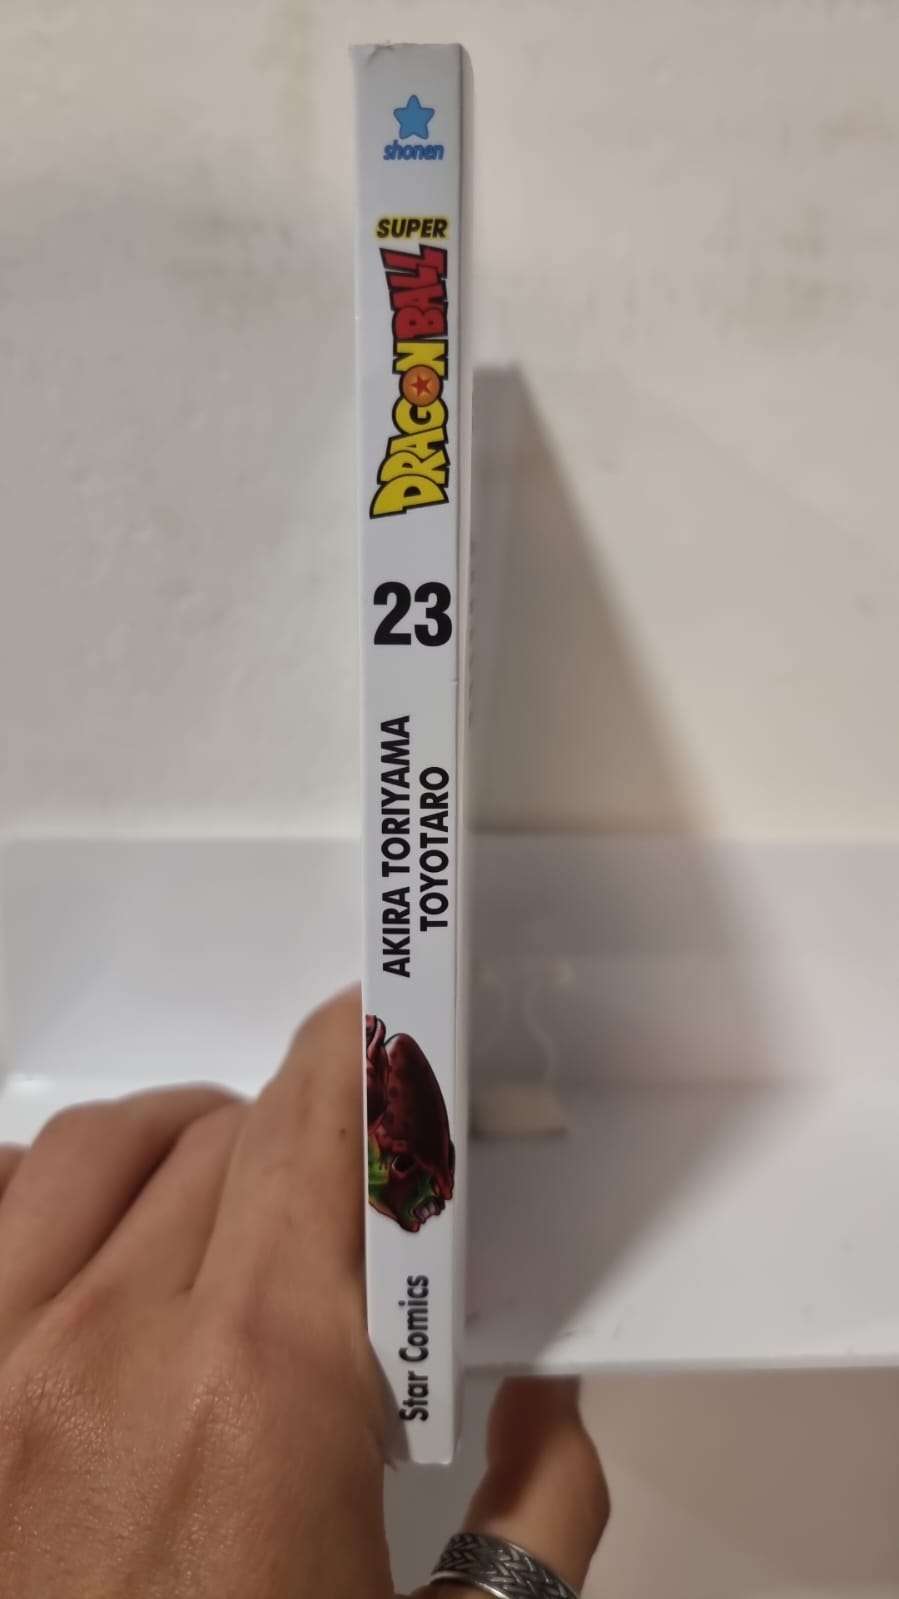 shonen
SUPER
DRAGON BALL
23
AKIRA TORIYAMA
TOYOTARO
Star Comics